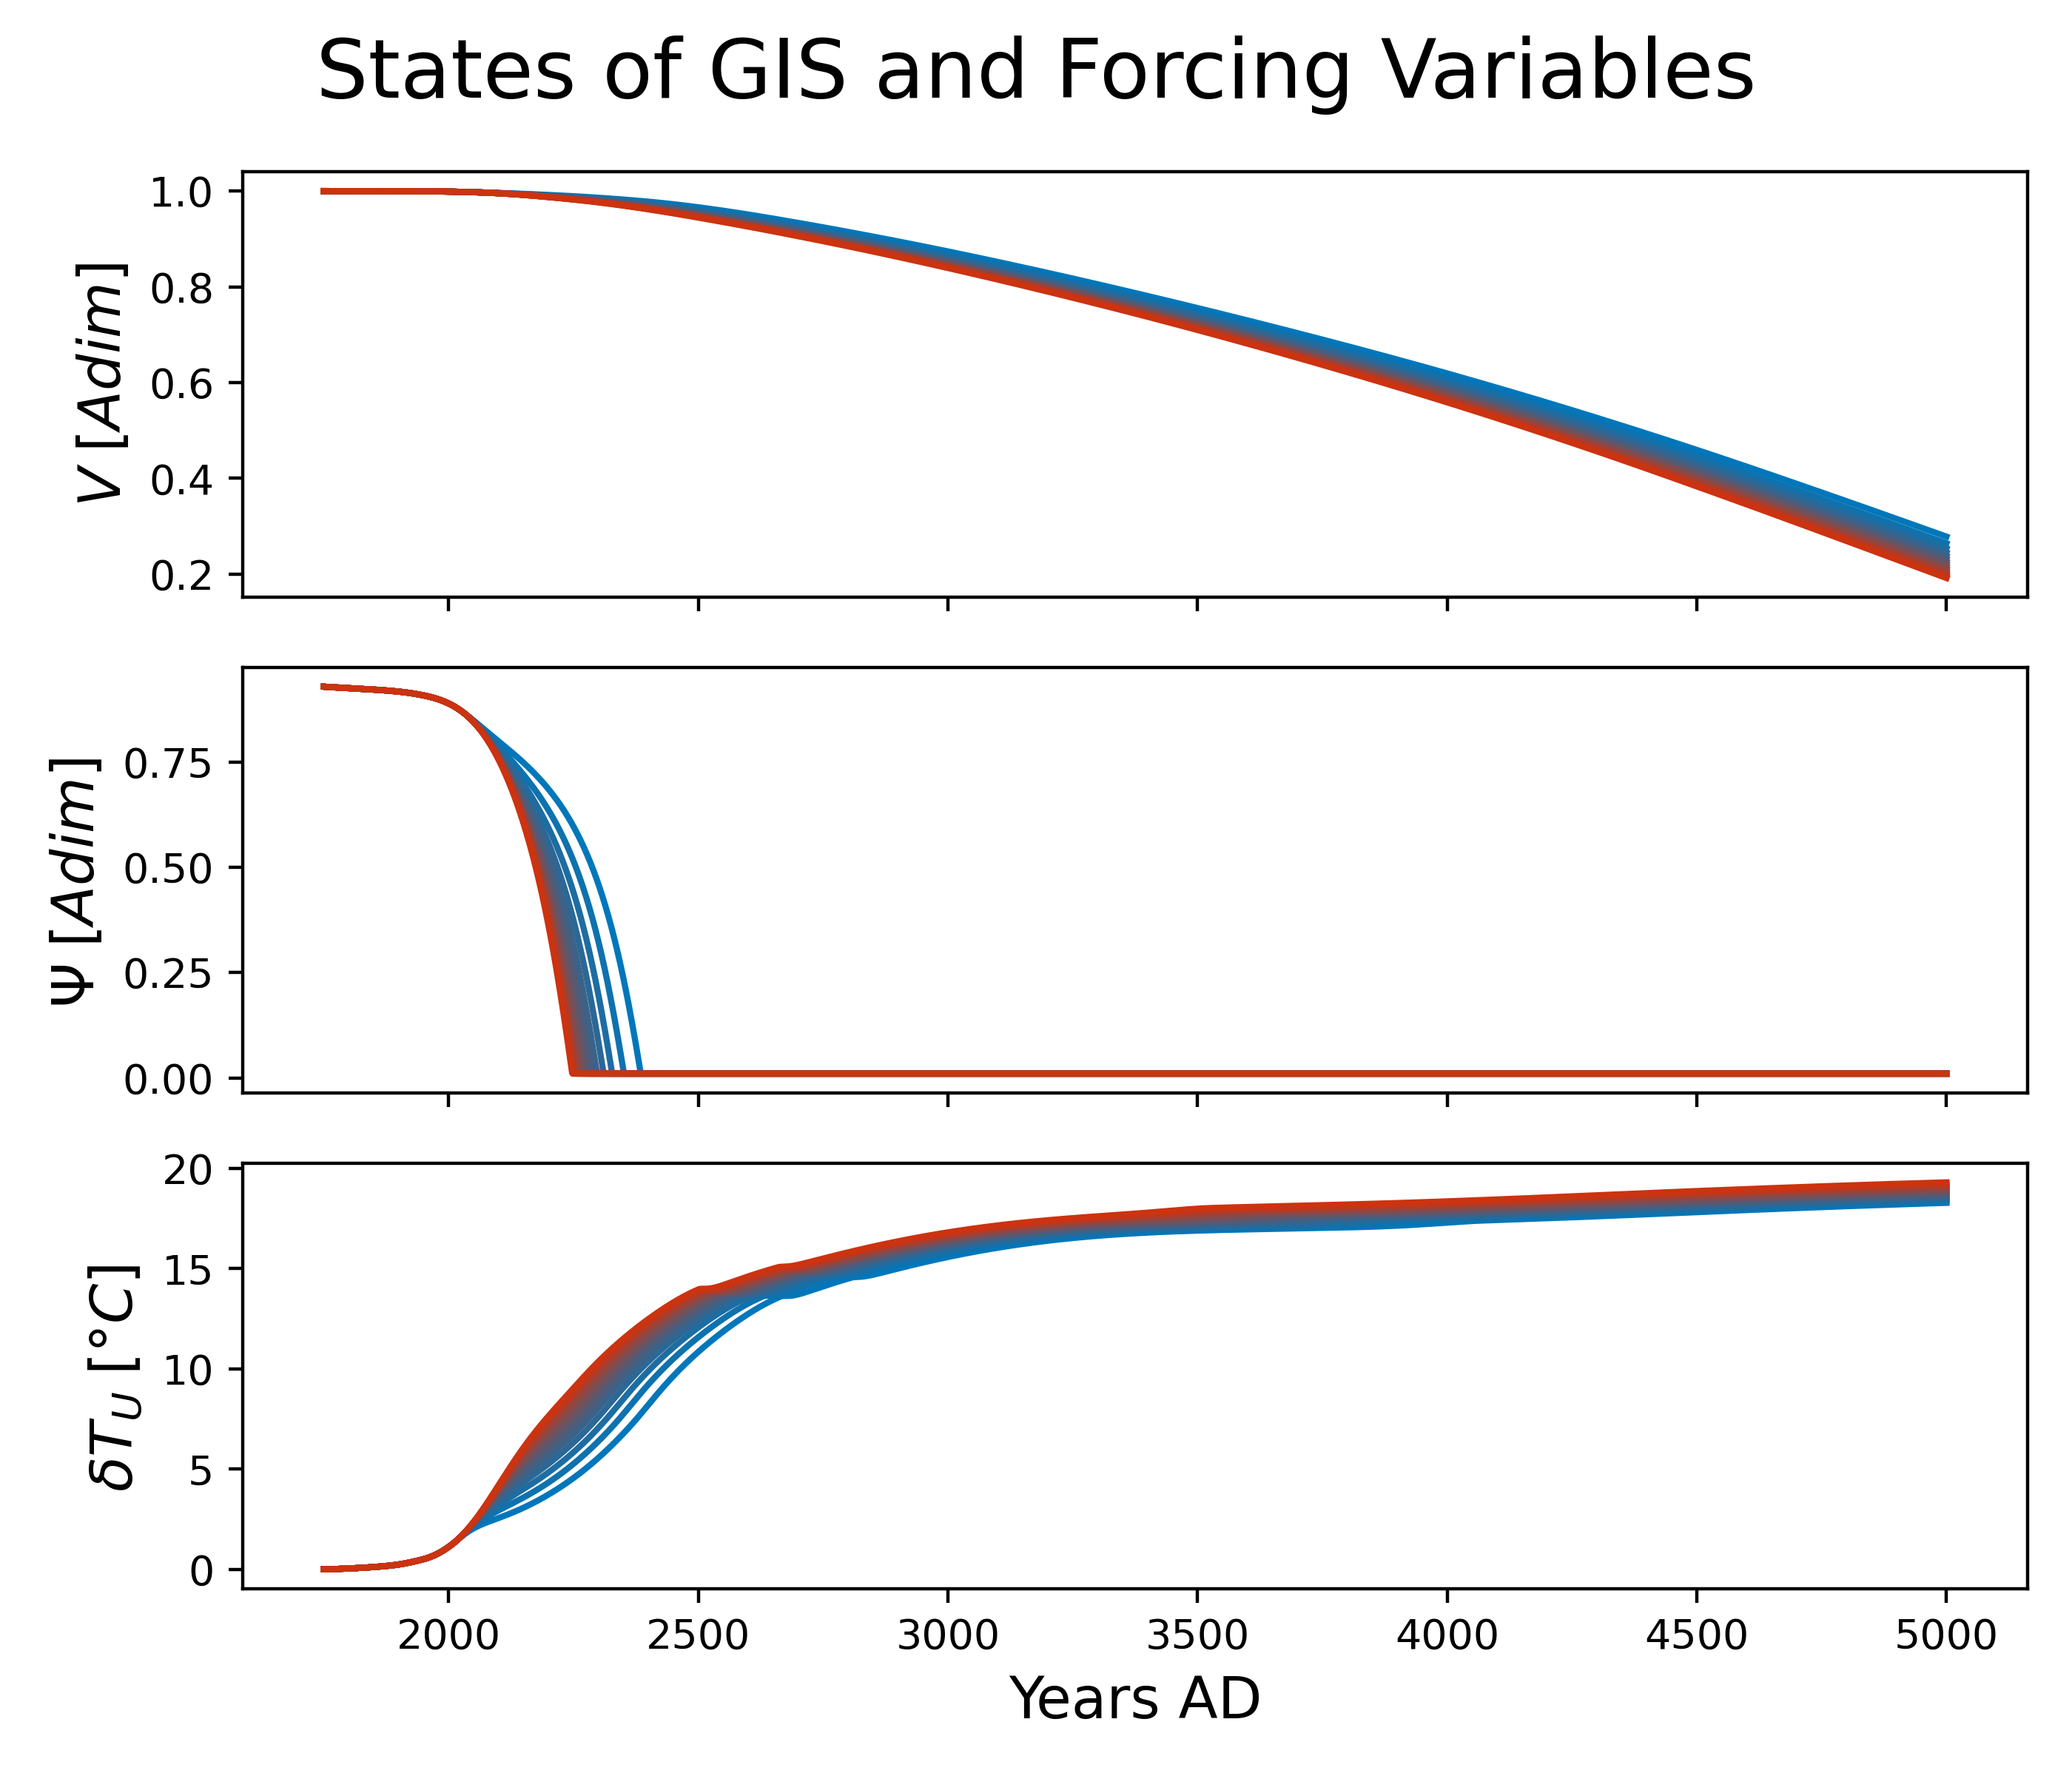 States of GIS and Forcing Variables
V [Adim]
1.0
0.8
0.6
0.4
0.2
Ψ [Adim]
0.75
0.50
0.25
0.00
δT_U [°C]
20
15
10
5
0
2000 2500 3000 3500 4000 4500 5000
Years AD